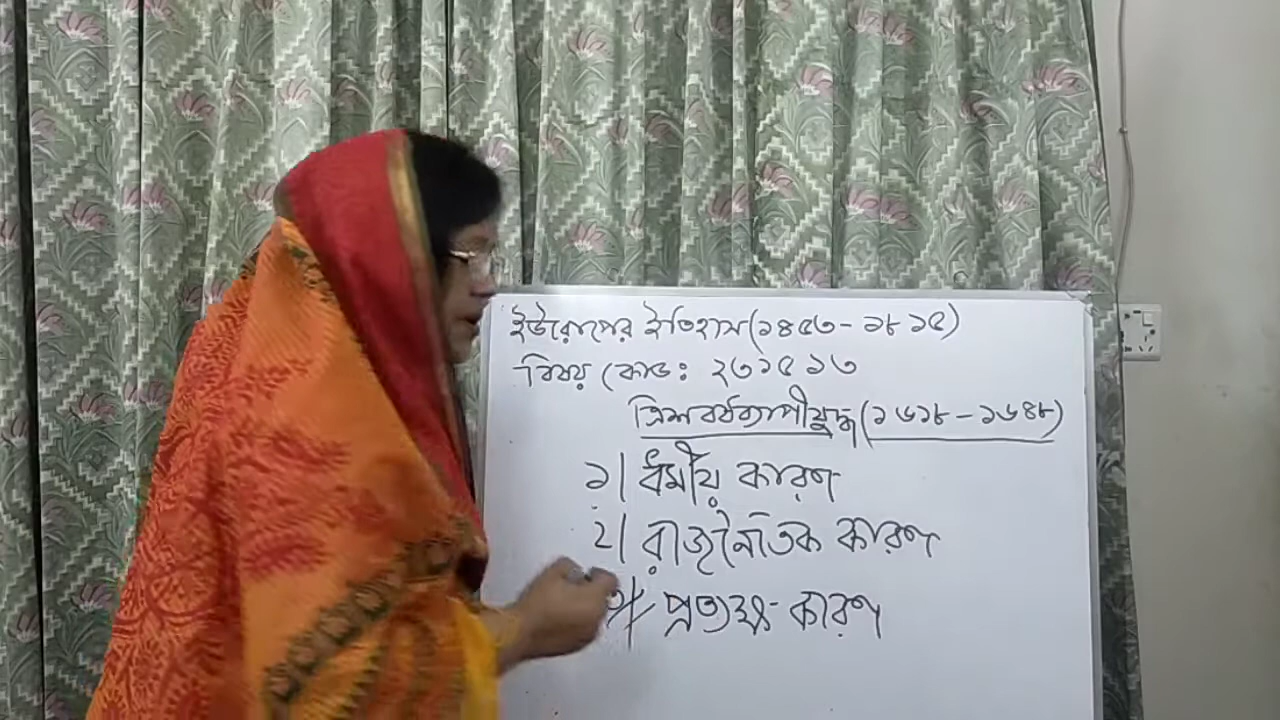 ইউরোপের ইতিহাস(১৪৫৩-১৮১৫)
বিষয় কোড: ২৩১৫১৩
ত্রিশবর্ষব্যাপীযুদ্ধ(১৬১৮-১৬৪৮)
১| ধর্মীয় কারণ
২| রাজনৈতিক কারণ
প্রত্যক্ষ কারণ